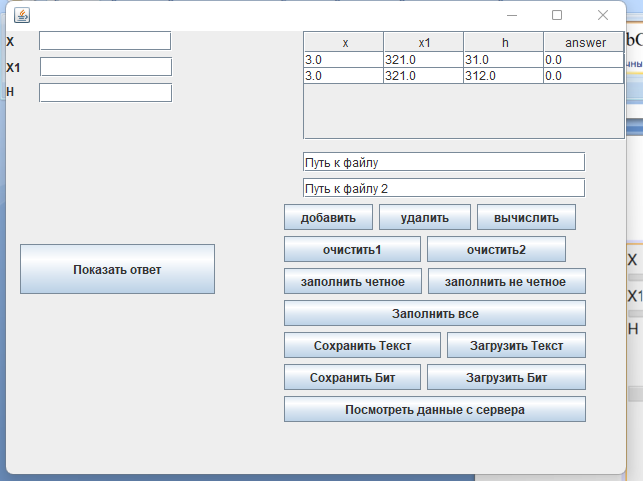 X
X1
H
x x1 h answer
3.0 321.0 31.0 0.0
3.0 321.0 312.0 0.0
Путь к файлу
Путь к файлу 2
добавить удалить вычислить
очистить1 очистить2
Показать ответ
заполнить четное заполнить не четное
Заполнить все
Сохранить Текст Загрузить Текст
Сохранить Бит Загрузить Бит
Посмотреть данные с сервера
X
X1
H